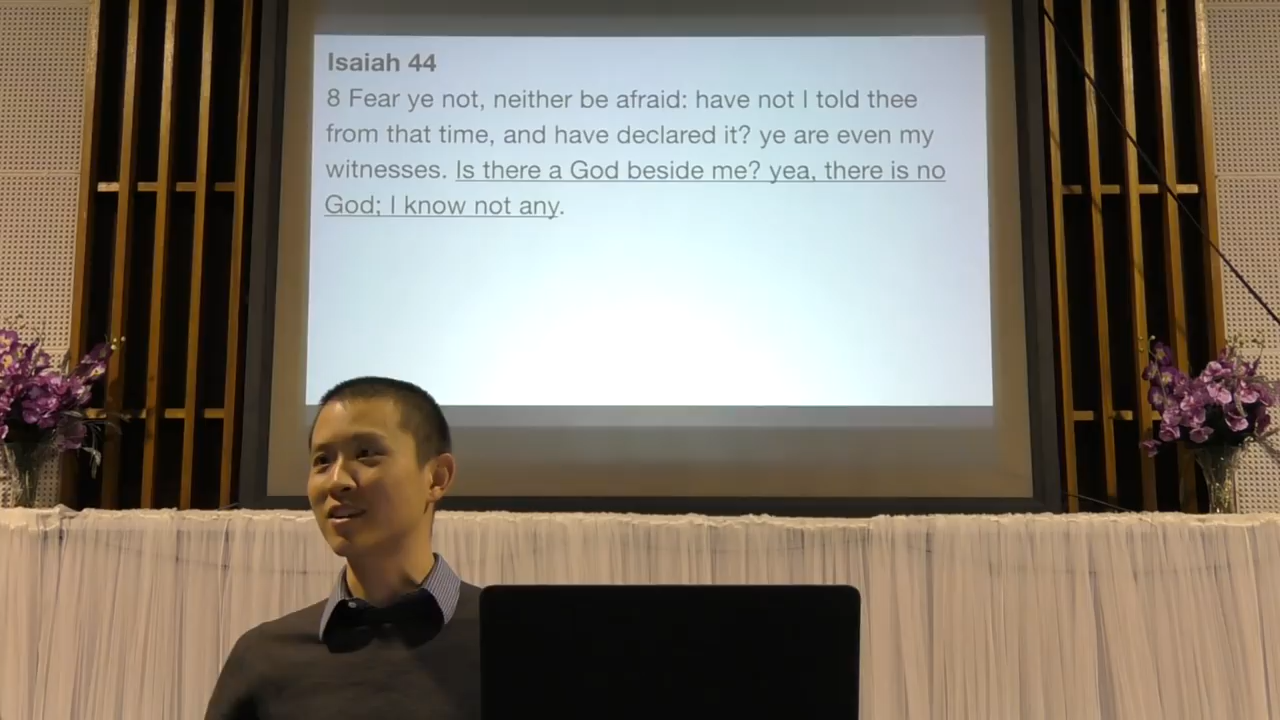 Isaiah 44
8 Fear ye not, neither be afraid: have not I told thee
from that time, and have declared it? ye are even my
witnesses. Is there a God beside me? yea, there is no
God; I know not any.